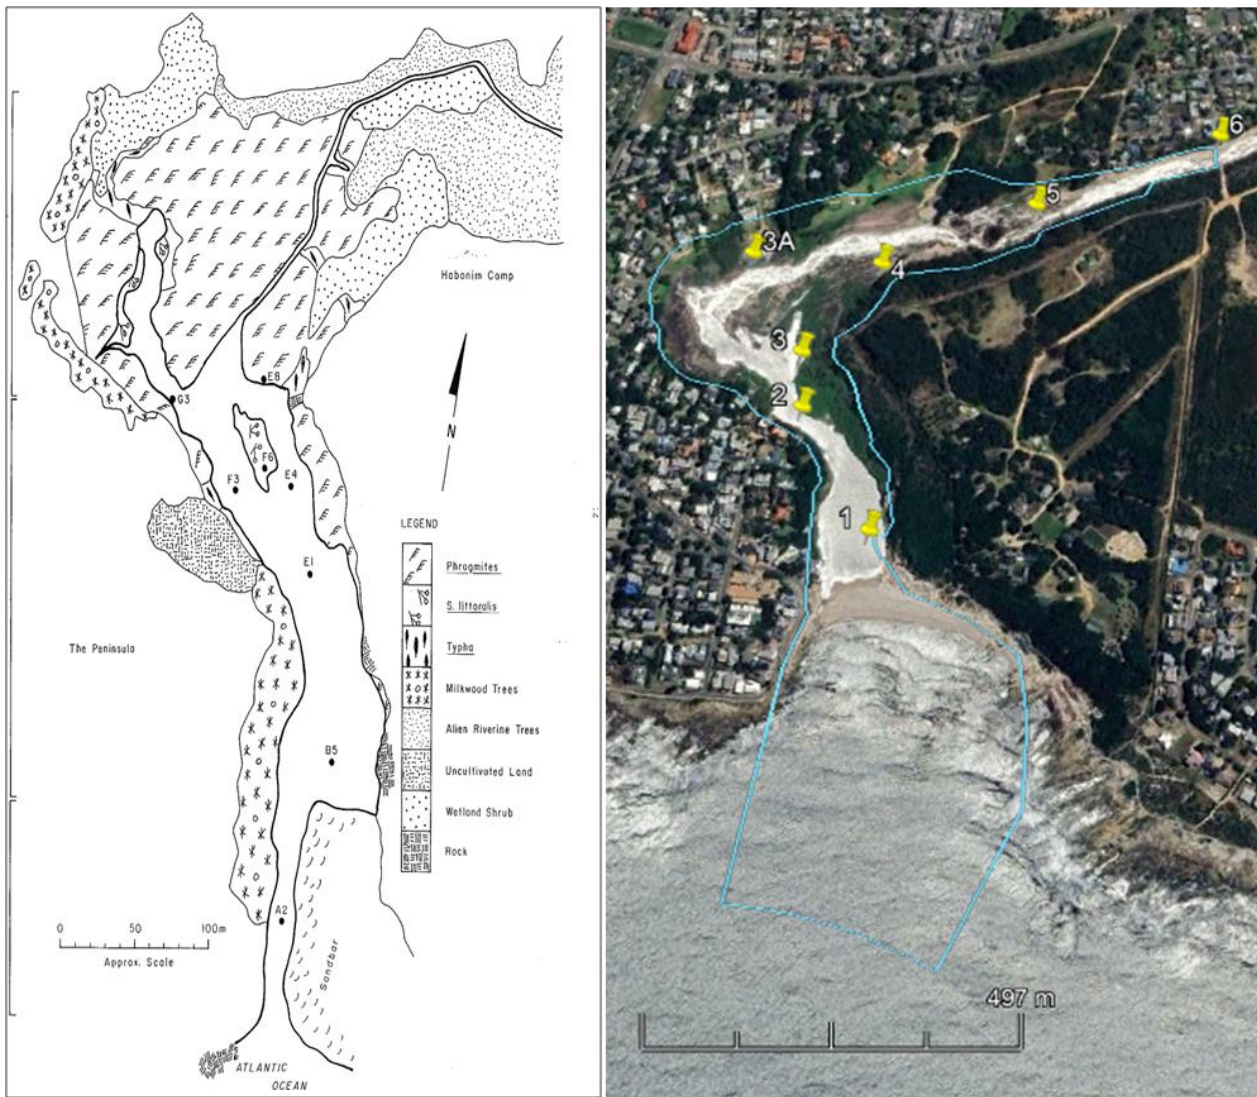 Habonim Camp
N
E8
G3
F6
F3
E4
E1
The Peninsula
B5
A2
LEGEND
Phragmites
S. littoralis
Typha
Milkwood Trees
Alien Riverine Trees
Uncultivated Land
Wetland Shrub
Rock
0 50 100m
Approx. Scale
Sandbar
ATLANTIC
OCEAN
6
5
3A
4
3
2
1
497 m